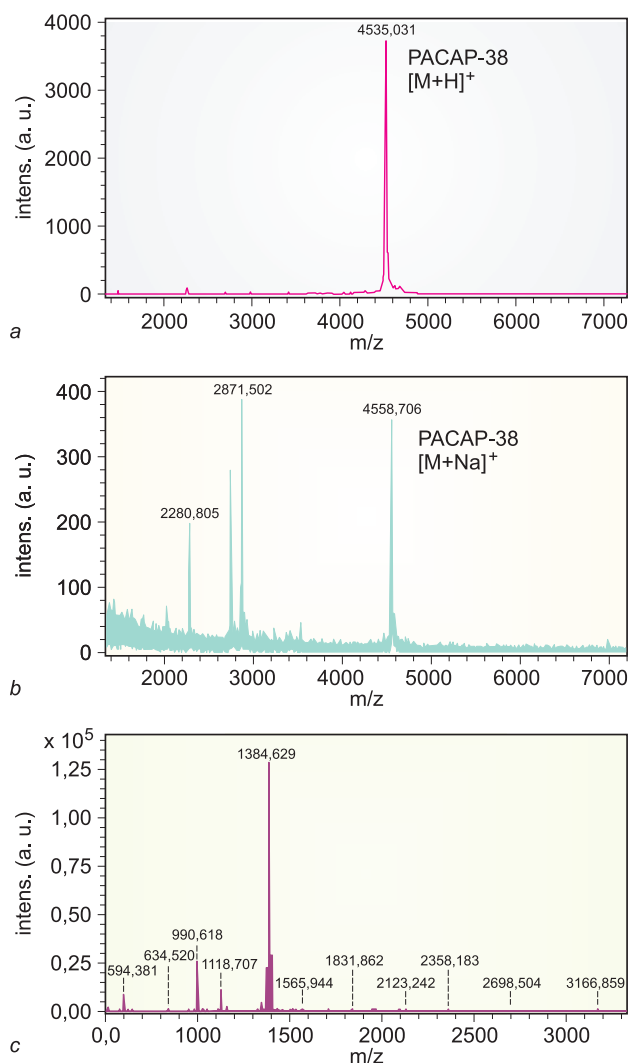 4000
3000
2000
1000
0
intens. (a. u.)
4535,031
PACAP-38
[M+H]+
2000 3000 4000 5000 6000 7000
m/z
a
400
300
200
100
0
intens. (a. u.)
2871,502
4558,706
PACAP-38
[M+Na]+
2280,805
2000 3000 4000 5000 6000 7000
m/z
b
x 10⁵
1,25
1,00
0,50
0,25
0,00
intens. (a. u.)
1384,629
990,618
634,520
594,381
1118,707
1565,944
1831,862
2123,242
2358,183
2698,504
3166,859
0,0 500 1000 1500 2000 2500 3000
m/z
c